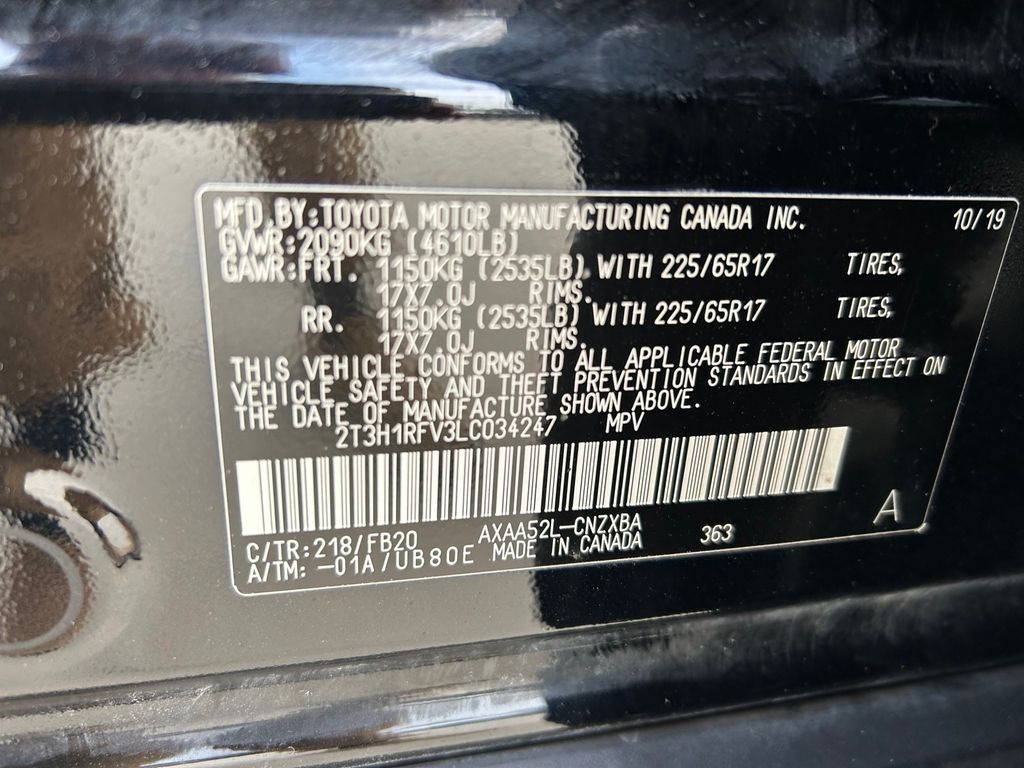 MFD.BY:TOYOTA MOTOR MANUFACTURING CANADA INC. 10/19
GVWR:2090KG (4610LB)
GAWR:FRT. 1150KG (2535LB) WITH 225/65R17 TIRES,
17X7.0J RIMS.
RR. 1150KG (2535LB) WITH 225/65R17 TIRES,
17X7.0J RIMS.
THIS VEHICLE CONFORMS TO ALL APPLICABLE FEDERAL MOTOR
VEHICLE SAFETY AND THEFT PREVENTION STANDARDS IN EFFECT ON
THE DATE OF MANUFACTURE SHOWN ABOVE.
2T3H1RFV3LC034247 MPV
C/TR:218/FB20 AXAA52L-CNZXBA 363 A
A/TM:-01A/UB80E MADE IN CANADA